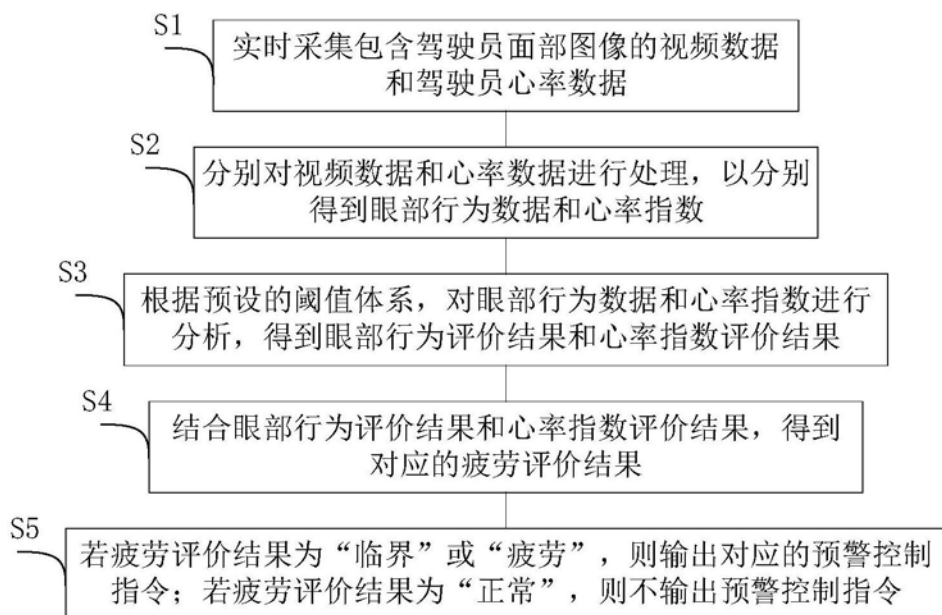 S1
实时采集包含驾驶员面部图像的视频数据
和驾驶员心率数据
S2
分别对视频数据和心率数据进行处理，以分别
得到眼部行为数据和心率指数
S3
根据预设的阈值体系，对眼部行为数据和心率指数进行
分析，得到眼部行为评价结果和心率指数评价结果
S4
结合眼部行为评价结果和心率指数评价结果，得到
对应的疲劳评价结果
S5
若疲劳评价结果为“临界”或“疲劳”，则输出对应的预警控制
指令；若疲劳评价结果为“正常”，则不输出预警控制指令